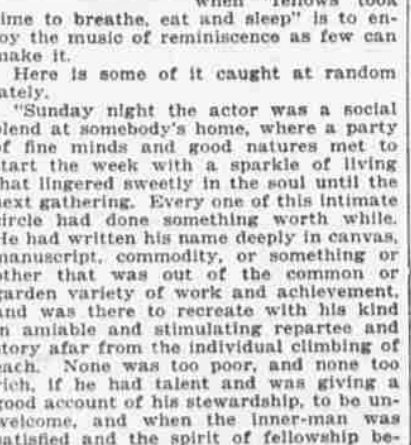 when "fellows took
time to breathe, eat and sleep" is to en-
joy the music of reminiscence as few can
make it.
Here is some of it caught at random
lately.
"Sunday night the actor was a social
blend at somebody's home, where a party
of fine minds and good natures met to
start the week with a sparkle of living
that lingered sweetly in the soul until the
next gathering. Every one of this intimate
circle had done something worth while.
He had written his name deeply in canvas,
manuscript, commodity, or something or
other that was out of the common or
garden variety of work and achievement,
and was there to recreate with his kind
in amiable and stimulating repartee and
story afar from the individual climbing of
each. None was too poor, and none too
rich, if he had talent and was giving a
good account of his stewardship, to be un-
welcome, and when the inner-man was
satisfied and the spirit of fellowship be-